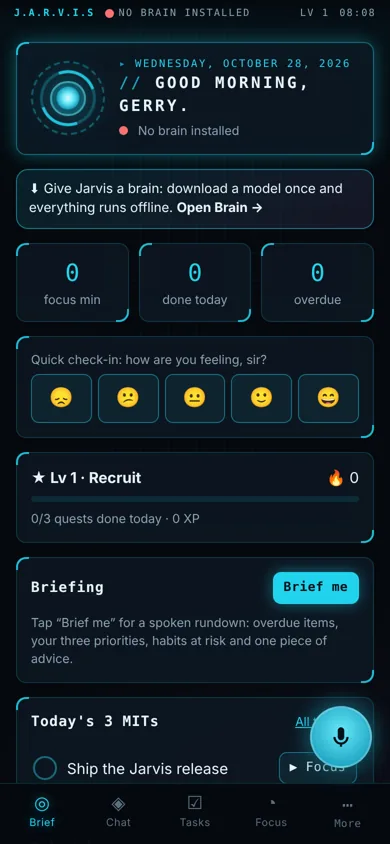 J.A.R.V.I.S NO BRAIN INSTALLED LV 1 08:08
▸ WEDNESDAY, OCTOBER 28, 2026
// GOOD MORNING,
GERRY.
No brain installed
⬇ Give Jarvis a brain: download a model once and
everything runs offline. Open Brain →
0 0 0
focus min done today overdue
Quick check-in: how are you feeling, sir?
★ Lv 1 · Recruit 🔥 0
0/3 quests done today · 0 XP
Briefing Brief me
Tap “Brief me” for a spoken rundown: overdue items,
your three priorities, habits at risk and one piece of
advice.
Today's 3 MITs All
Ship the Jarvis release ▶ Focus
Brief Chat Tasks Focus More